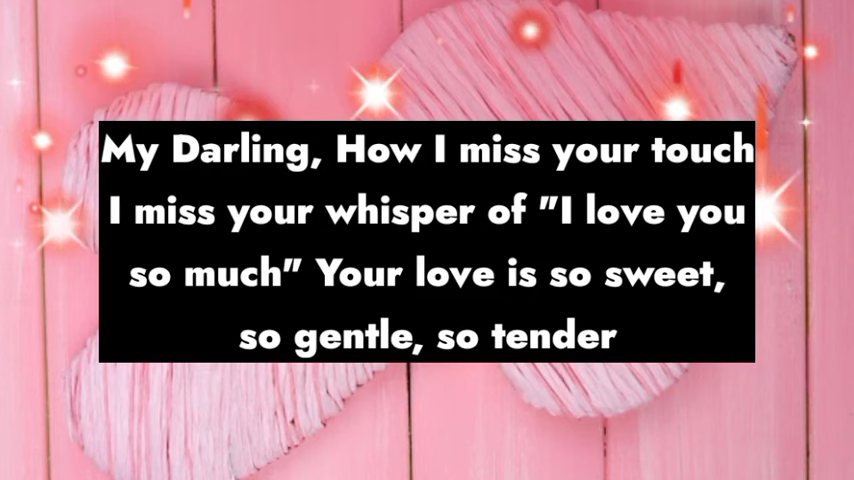 My Darling, How I miss your touch
I miss your whisper of "I love you
so much" Your love is so sweet,
so gentle, so tender